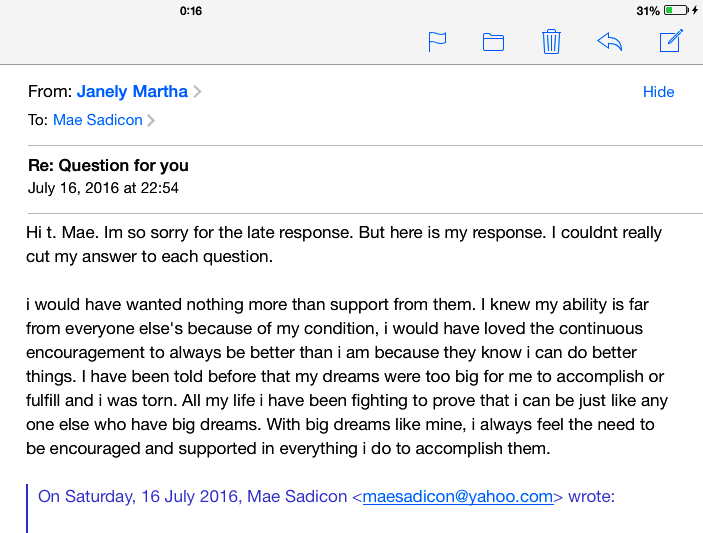 0:16
31%
From: Janely Martha
Hide
To: Mae Sadicon
Re: Question for you
July 16, 2016 at 22:54
Hi t. Mae. Im so sorry for the late response. But here is my response. I couldnt really
cut my answer to each question.
i would have wanted nothing more than support from them. I knew my ability is far
from everyone else's because of my condition, i would have loved the continuous
encouragement to always be better than i am because they know i can do better
things. I have been told before that my dreams were too big for me to accomplish or
fulfill and i was torn. All my life i have been fighting to prove that i can be just like any
one else who have big dreams. With big dreams like mine, i always feel the need to
be encouraged and supported in everything i do to accomplish them.
On Saturday, 16 July 2016, Mae Sadicon <maesadicon@yahoo.com> wrote: